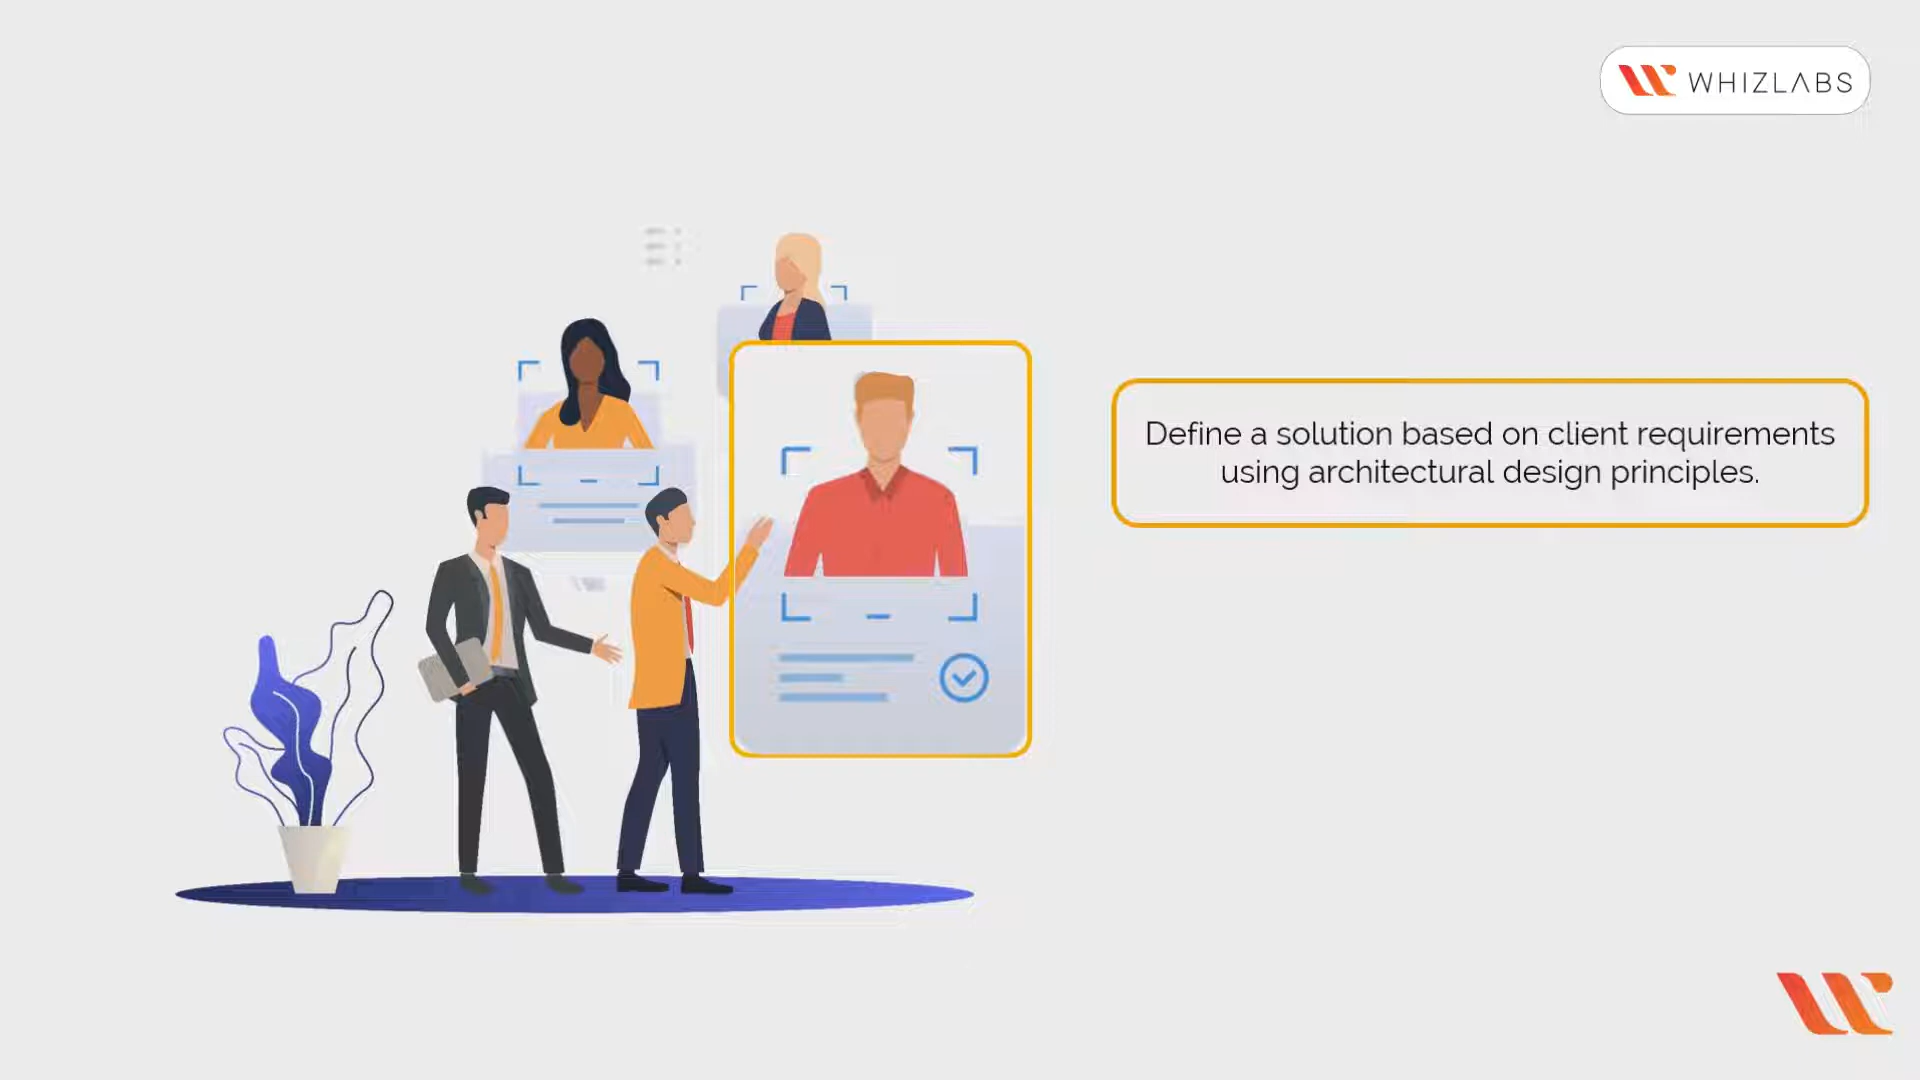 WHIZLABS
Define a solution based on client requirements
using architectural design principles.